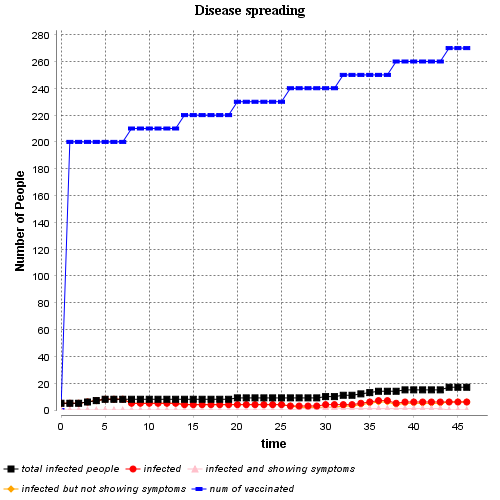 Disease spreading
280
260
240
220
200
180
160
140
120
100
80
60
40
20
0
Number of People
0 5 10 15 20 25 30 35 40 45
time
total infected people infected infected and showing symptoms
infected but not showing symptoms num of vaccinated